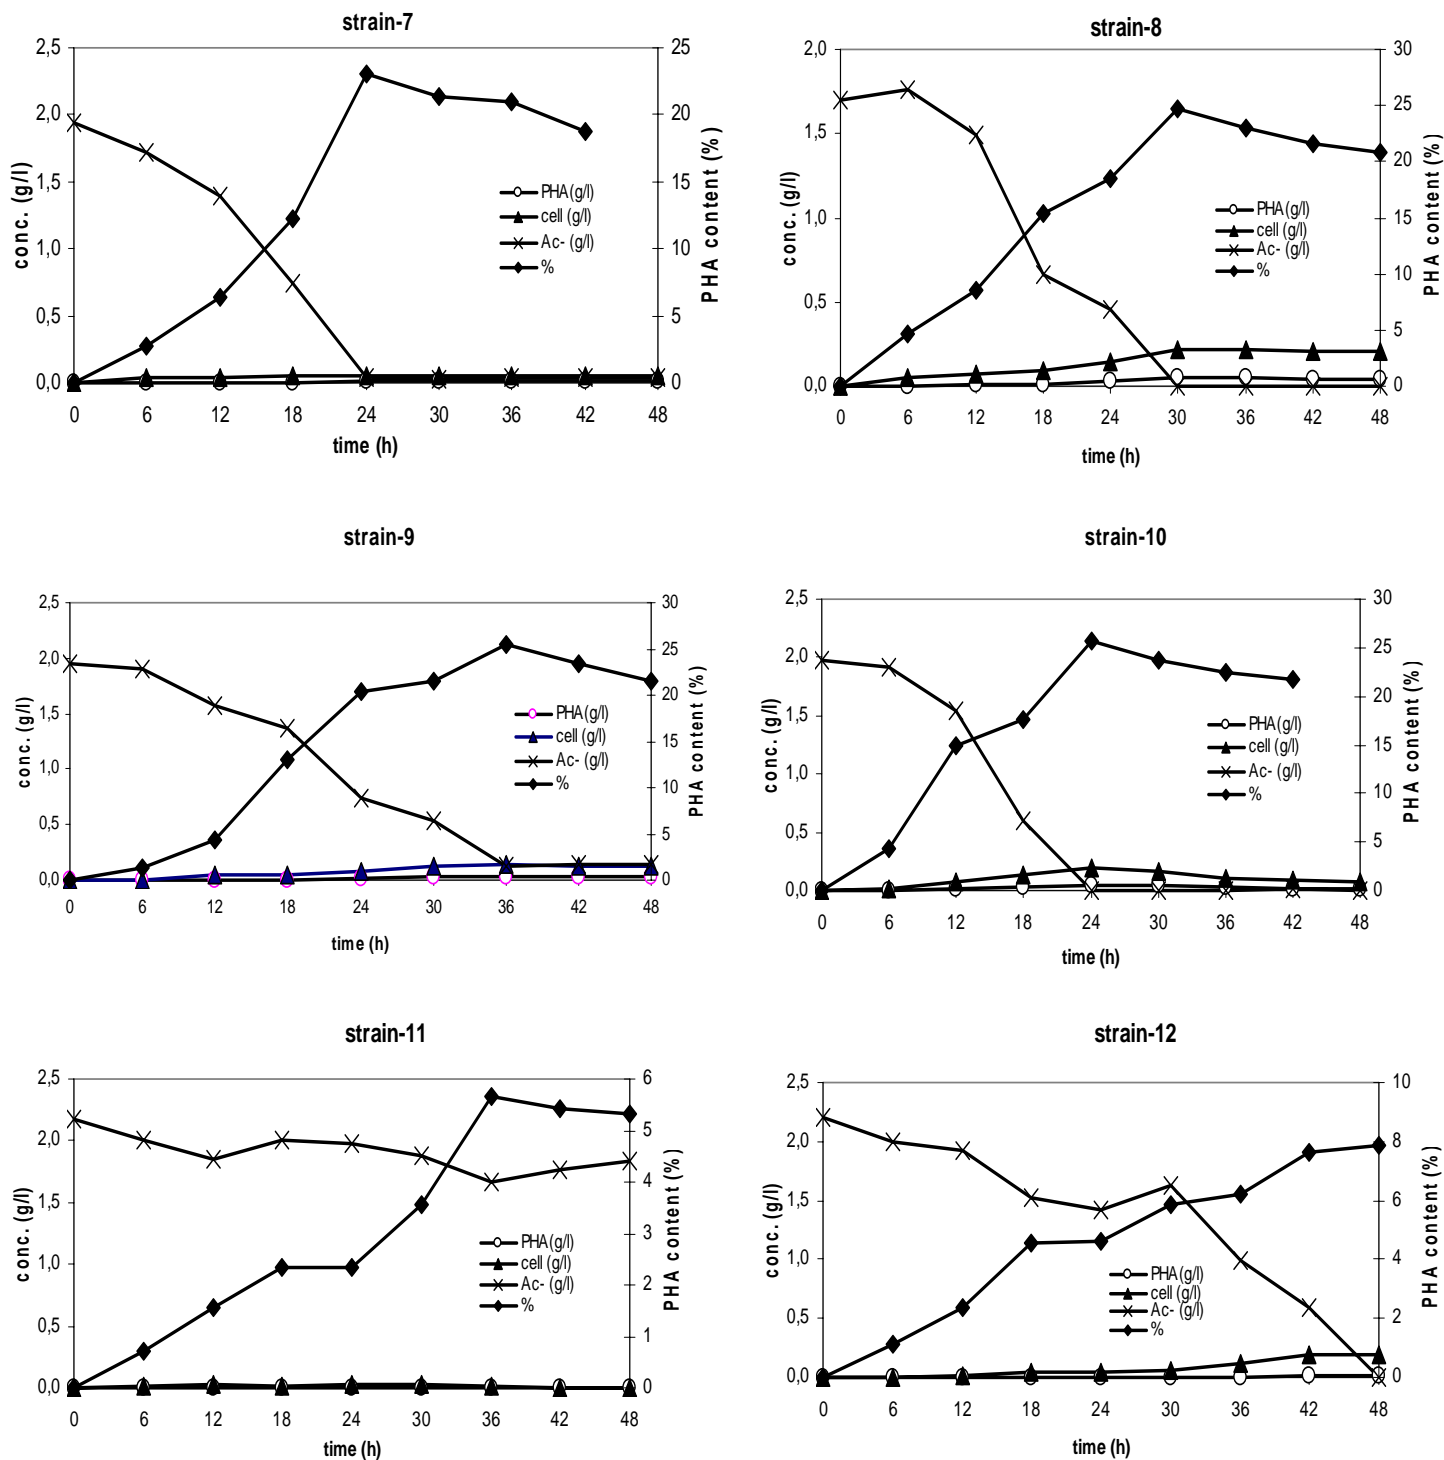 strain-7
2,5
2,0
1,5
1,0
0,5
0,0
conc. (g/l)
25
20
15
10
5
0
PHA content (%)
PHA(g/l)
cell (g/l)
Ac- (g/l)
%
0 6 12 18 24 30 36 42 48
time (h)
strain-8
2,0
1,5
1,0
0,5
0,0
conc. (g/l)
30
25
20
15
10
5
0
PHA content (%)
PHA(g/l)
cell (g/l)
Ac- (g/l)
%
0 6 12 18 24 30 36 42 48
time (h)
strain-9
2,5
2,0
1,5
1,0
0,5
0,0
conc. (g/l)
30
25
20
15
10
5
0
PHA content (%)
PHA(g/l)
cell (g/l)
Ac- (g/l)
%
0 6 12 18 24 30 36 42 48
time (h)
strain-10
2,5
2,0
1,5
1,0
0,5
0,0
conc. (g/l)
30
25
20
15
10
5
0
PHA content (%)
PHA(g/l)
cell (g/l)
Ac- (g/l)
%
0 6 12 18 24 30 36 42 48
time (h)
strain-11
2,5
2,0
1,5
1,0
0,5
0,0
conc. (g/l)
6
5
4
3
2
1
0
PHA content (%)
PHA(g/l)
cell (g/l)
Ac- (g/l)
%
0 6 12 18 24 30 36 42 48
time (h)
strain-12
2,5
2,0
1,5
1,0
0,5
0,0
conc. (g/l)
10
8
6
4
2
0
PHA content (%)
PHA(g/l)
cell (g/l)
Ac- (g/l)
%
0 6 12 18 24 30 36 42 48
time (h)